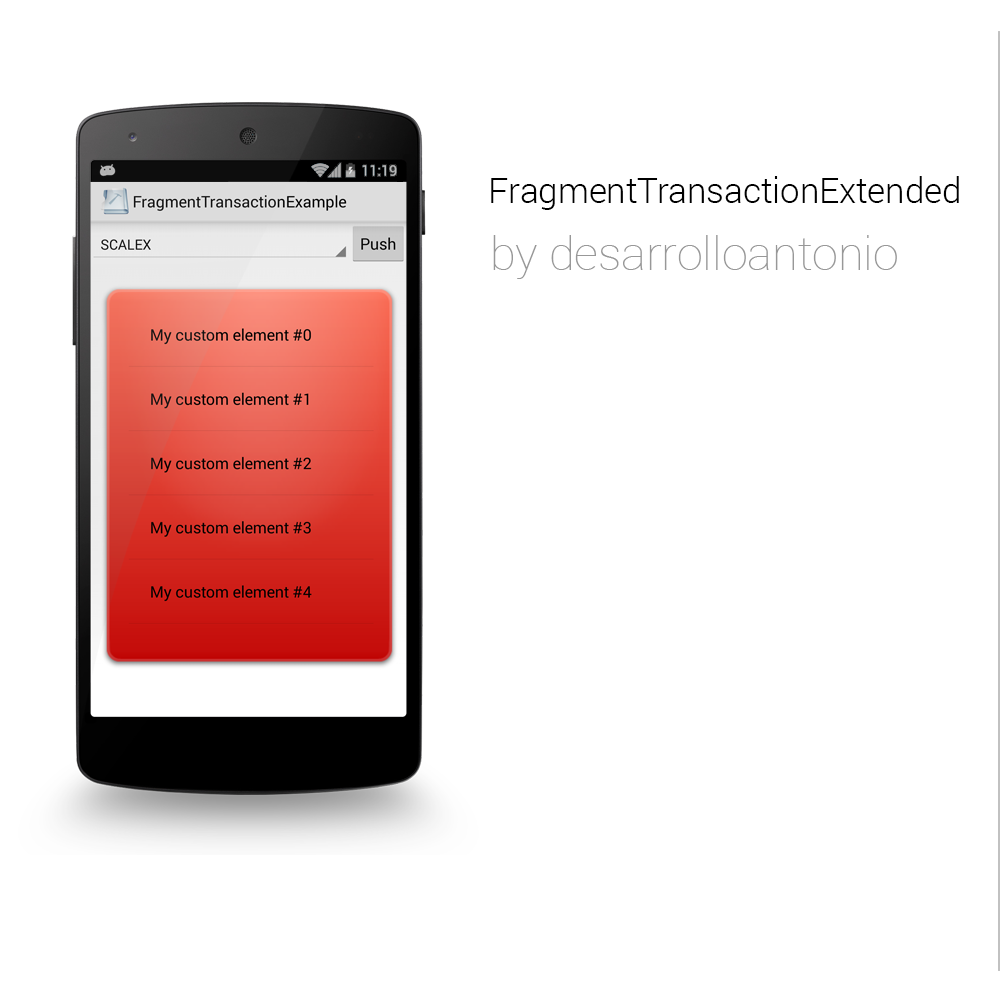 11:19
FragmentTransactionExample
SCALEX
Push
My custom element #0
My custom element #1
My custom element #2
My custom element #3
My custom element #4
FragmentTransactionExtended
by desarrolloantonio